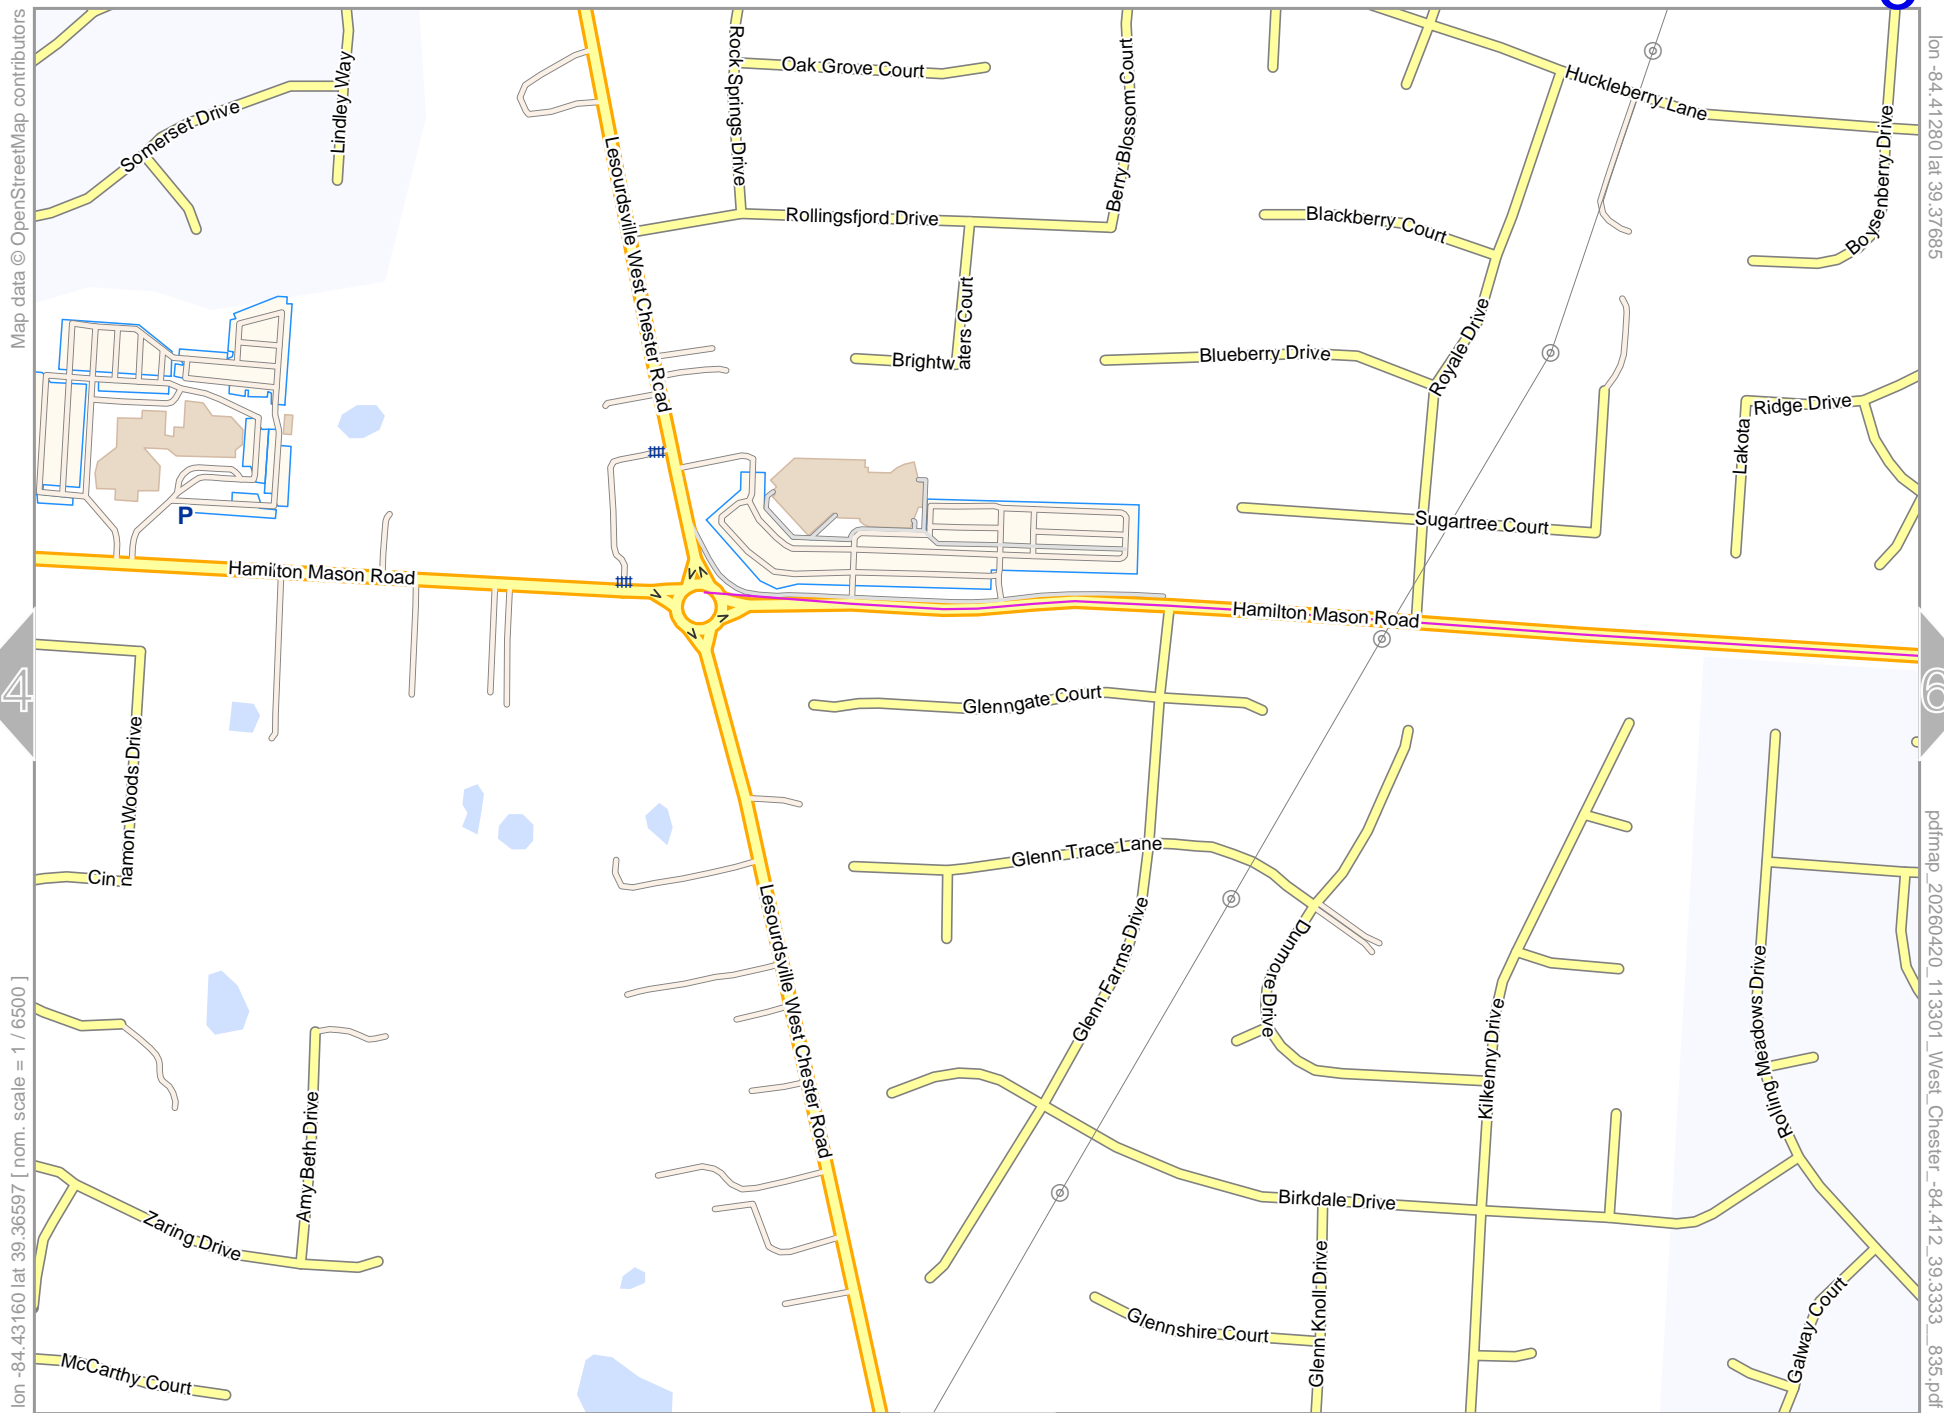 Map data © OpenStreetMap contributors
lon -84.43160 lat 39.36597 [ nom. scale = 1 / 6500 ]
lon -84.41280 lat 39.37685
pdfmap_20260420_113301_West_Chester_-84.412_39.3333__835.pdf
4
6
Somerset Drive
Lindley Way
Rock Springs Drive
Oak Grove Court
Berry Blossom Court
Huckleberry Lane
Boysenberry Drive
Lesourdsville West Chester Road
Rollingsfjord Drive
Blackberry Court
Brightwaters Court
Blueberry Drive
Royale Drive
Ridge Drive
Lakota
Sugartree Court
P
Hamilton Mason Road
Hamilton Mason Road
Glenngate Court
Cinnamon Woods Drive
Glenn Trace Lane
Lesourdsville West Chester Road
Glenn Farms Drive
Dunmore Drive
Kilkenny Drive
Rolling Meadows Drive
Amy Beth Drive
Zaring Drive
Birkdale Drive
Glenn Knoll Drive
Glennshire Court
Galway Court
McCarthy Court